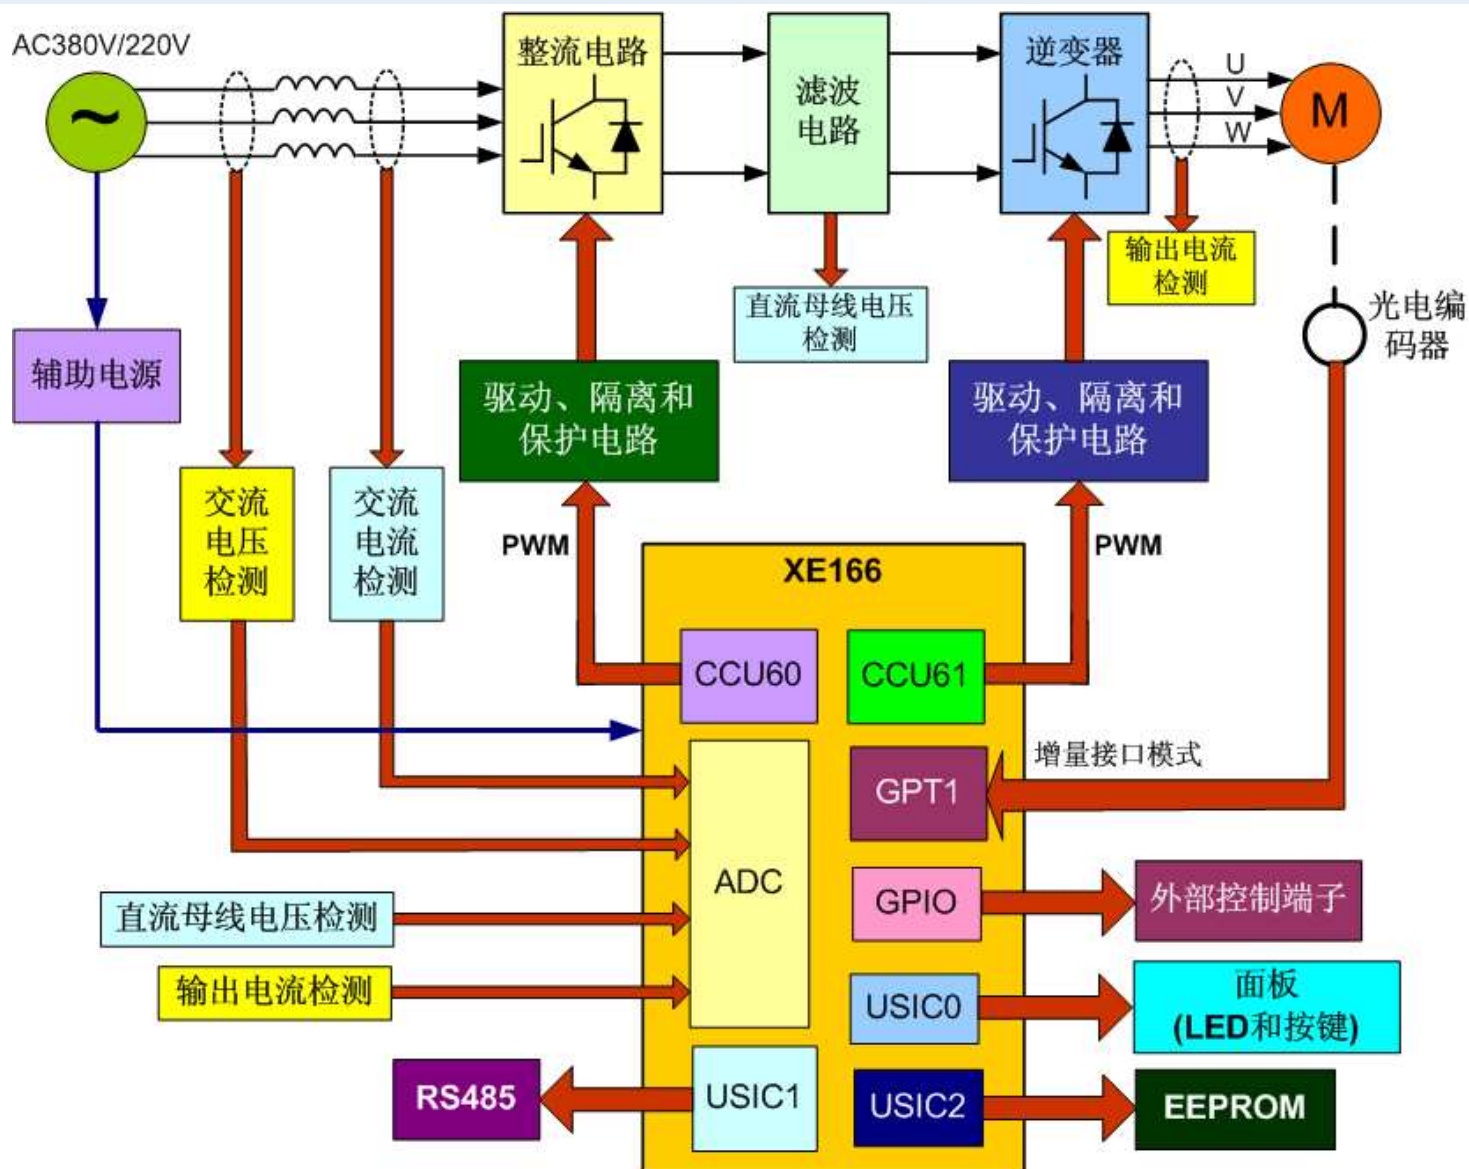 AC380V/220V
整流电路
滤波
电路
逆变器
U
V
W
M
~
输出电流
检测
直流母线电压
检测
光电编
码器
辅助电源
驱动、隔离和
保护电路
驱动、隔离和
保护电路
交流
电压
检测
交流
电流
检测
PWM
PWM
XE166
CCU60
CCU61
增量接口模式
GPT1
ADC
GPIO
外部控制端子
直流母线电压检测
输出电流检测
USIC0
面板
(LED和按键)
RS485
USIC1
USIC2
EEPROM